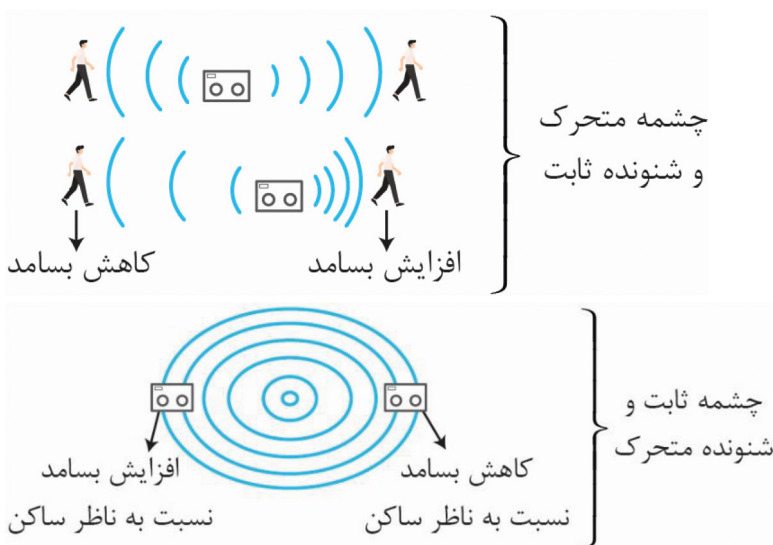 چشمه متحرک
و شنونده ثابت
افزایش بسامد
کاهش بسامد
چشمه ثابت و
شنونده متحرک
کاهش بسامد
نسبت به ناظر ساکن
افزایش بسامد
نسبت به ناظر ساکن